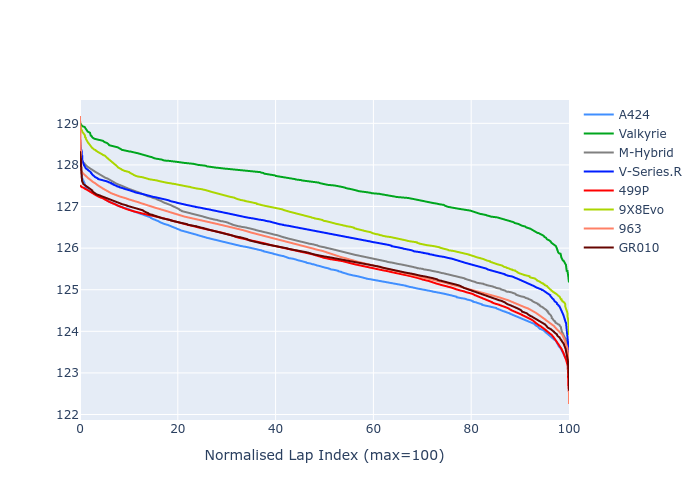 129
128
127
126
125
124
123
122
0 20 40 60 80 100
Normalised Lap Index (max=100)
A424
Valkyrie
M-Hybrid
V-Series.R
499P
9X8Evo
963
GR010